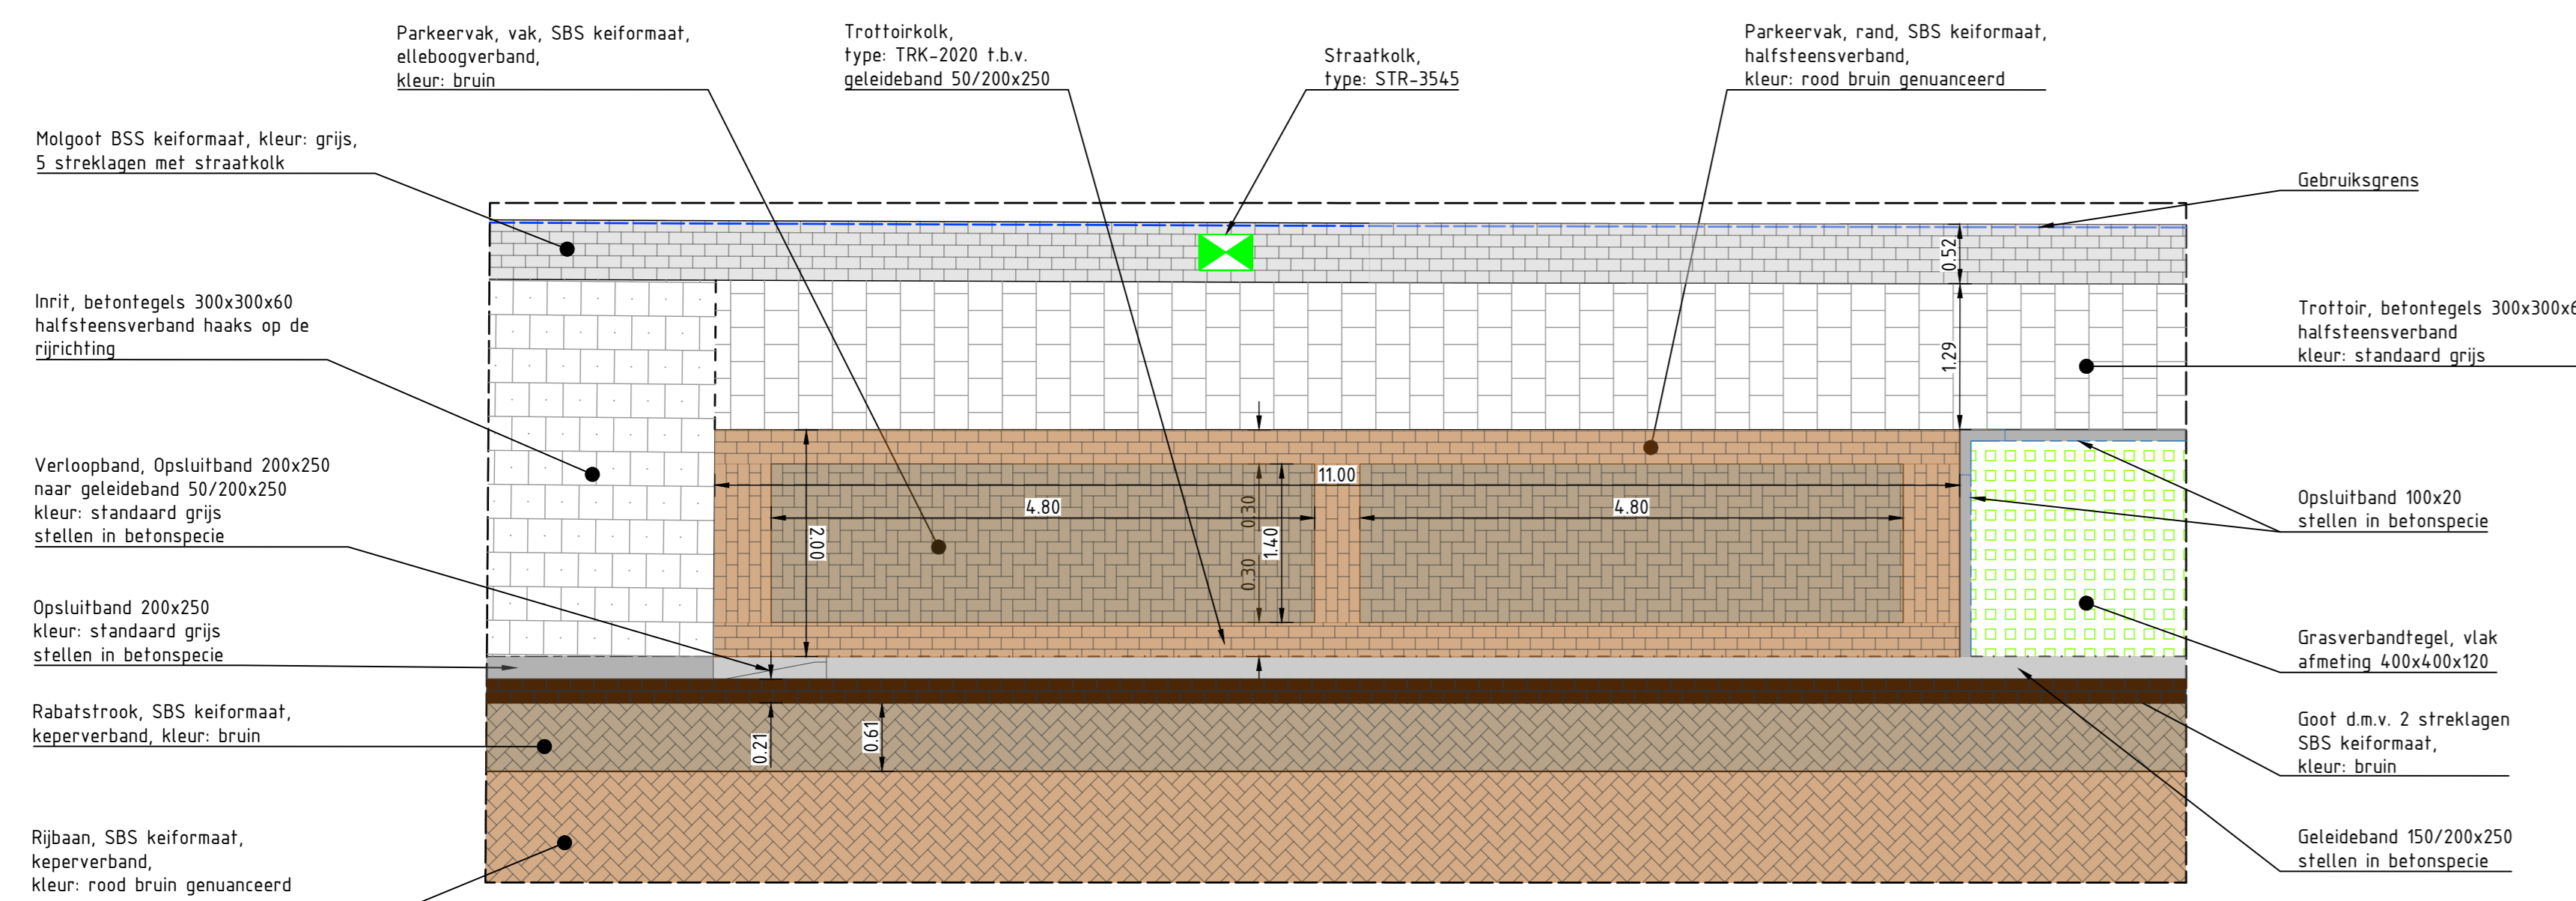 Parkeervak, vak, SBS keiformaat,
elleboogverband,
kleur: bruin
Trottoirkolk,
type: TRK-2020 t.b.v.
geleideband 50/200x250
Straatkolk,
type: STR-3545
Parkeervak, rand, SBS keiformaat,
halfsteensverband,
kleur: rood bruin genuanceerd
Molgoot BSS keiformaat, kleur: grijs,
5 streklagen met straatkolk
Gebruiksgrens
Inrit, betontegels 300x300x60
halfsteensverband haaks op de
rijrichting
Trottoir, betontegels 300x300x6
halfsteensverband
kleur: standaard grijs
Verloopband, Opsluitband 200x250
naar geleideband 50/200x250
kleur: standaard grijs
stellen in betonspecie
Opsluitband 100x20
stellen in betonspecie
Opsluitband 200x250
kleur: standaard grijs
stellen in betonspecie
Grasverbandtegel, vlak
afmeting 400x400x120
Rabatstrook, SBS keiformaat,
keperverband, kleur: bruin
Goot d.m.v. 2 streklagen
SBS keiformaat,
kleur: bruin
Rijbaan, SBS keiformaat,
keperverband,
kleur: rood bruin genuanceerd
Geleideband 150/200x250
stellen in betonspecie
0.52
1.29
11.00
4.80
4.80
2.00
0.30
1.40
0.30
0.21
0.61